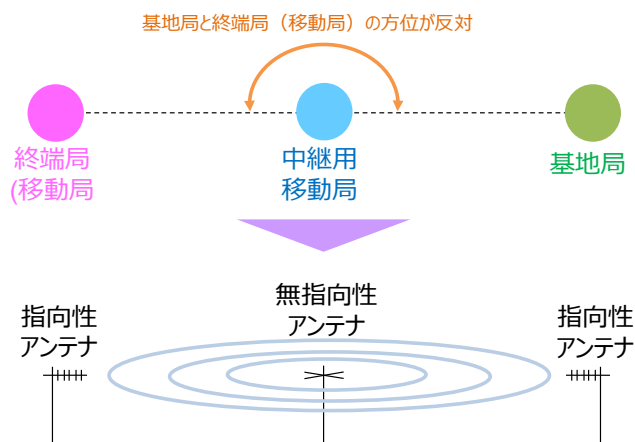 基地局と終端局（移動局）の方位が反対
終端局
(移動局
中継用
移動局
基地局
無指向性
アンテナ
指向性
アンテナ
指向性
アンテナ